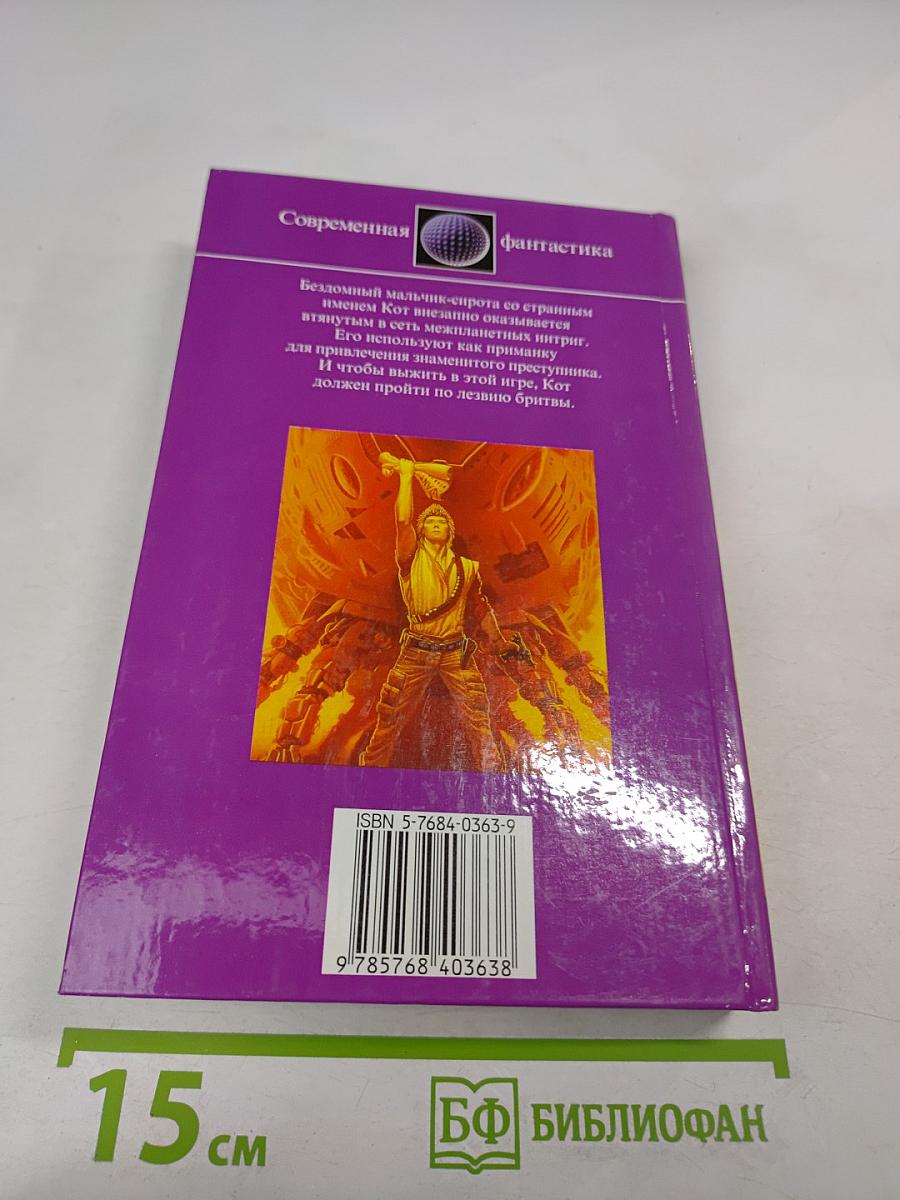 Современная фантастика
Бездомный мальчик-сирота со странным
именем Кот внезапно оказывается
втянутым в сеть межпланетных интриг.
Его используют как приманку
для привлечения знаменитого преступника.
И чтобы выжить в этой игре, Кот
должен пройти по лезвию бритвы.
ISBN 5-7684-0363-9
9 785768 403638
15 см
БФ БИБЛИОФАН